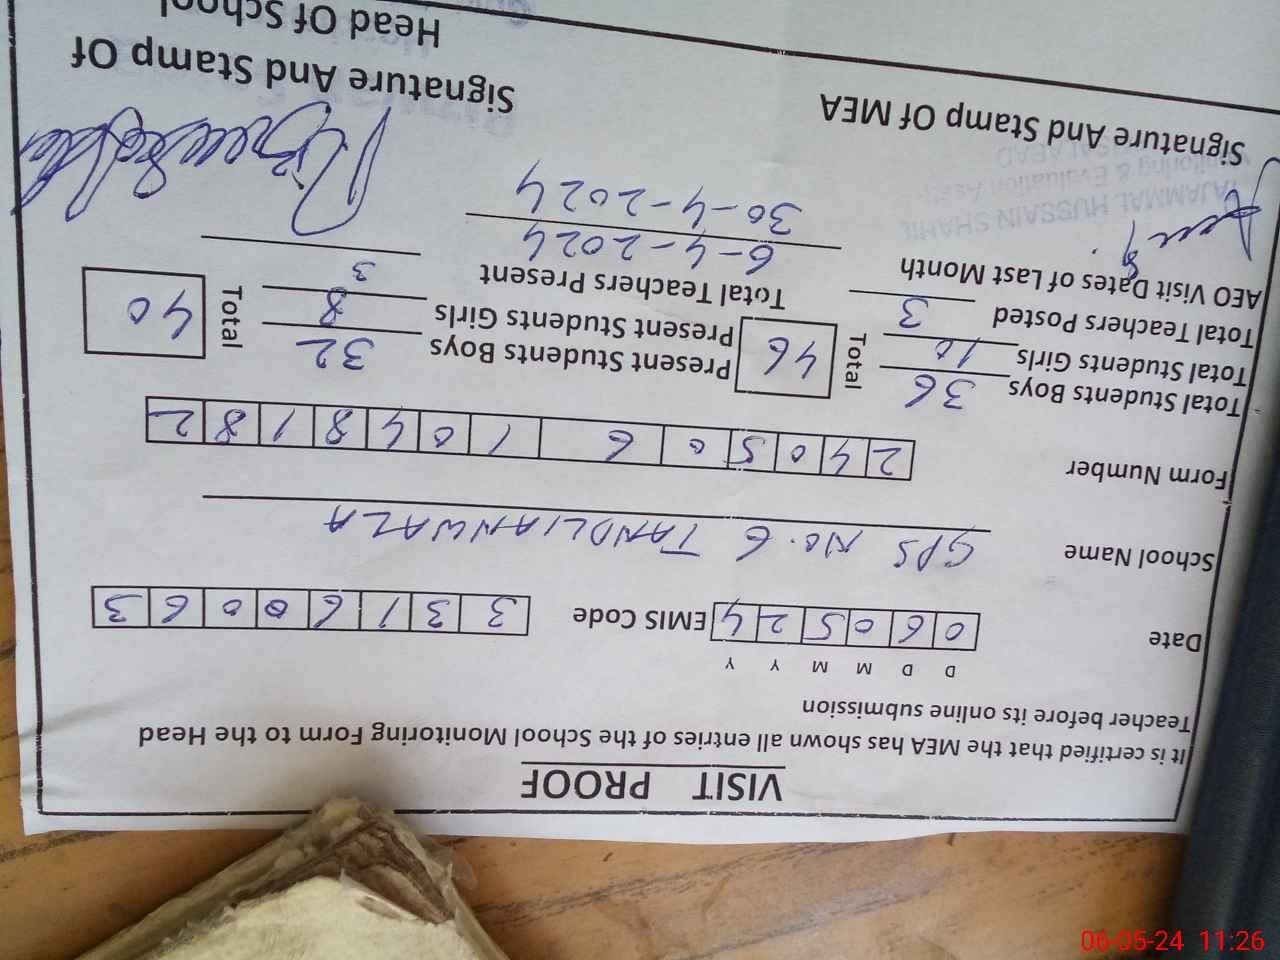 VISIT PROOF
It is certified that the MEA has shown all entries of the School Monitoring Form to the Head
Teacher before its online submission
D D M M Y Y
Date 0 6 0 5 2 4 EMIS Code 3 3 1 6 0 0 6 3
School Name GPS No. 6 TANDLIANWALA
Form Number 2 4 0 5 0 6 1 0 4 8 1 8 2
Total Students Boys 36 Total 46 Present Students Boys 32 Total 40
Total Students Girls 10 Present Students Girls 8
Total Teachers Posted 3 Total Teachers Present 3
AEO Visit Dates of Last Month 6-4-2024
30-4-2024
TAJAMMAL HUSSAIN SHAHID
Monitoring & Evaluation
Signature And Stamp Of MEA Signature And Stamp Of
Head Of School
06-05-24 11:26